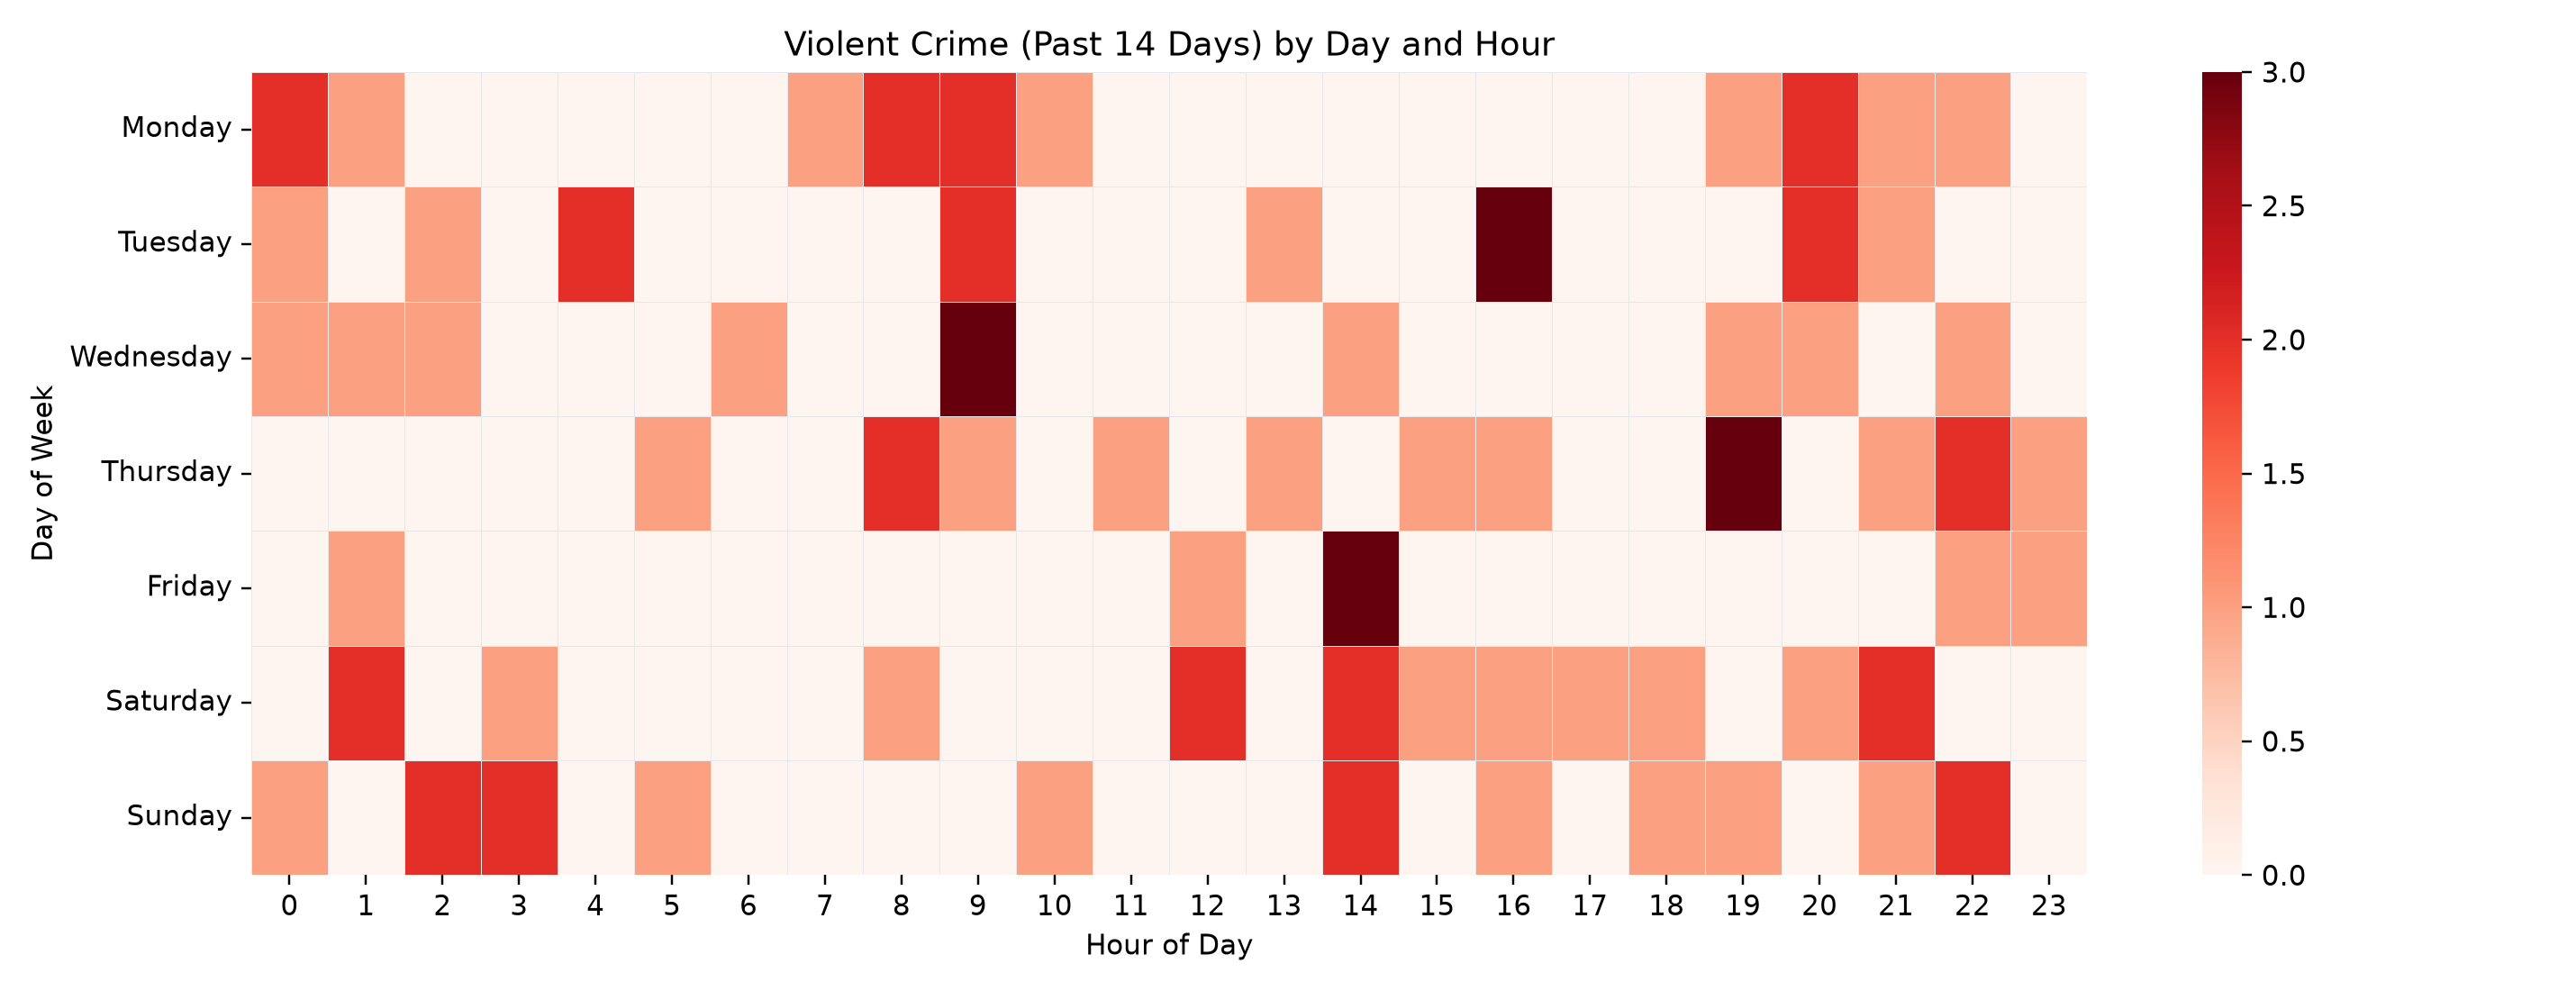 Violent Crime (Past 14 Days) by Day and Hour
Day of Week
Monday
Tuesday
Wednesday
Thursday
Friday
Saturday
Sunday
0 1 2 3 4 5 6 7 8 9 10 11 12 13 14 15 16 17 18 19 20 21 22 23
Hour of Day
3.0
2.5
2.0
1.5
1.0
0.5
0.0